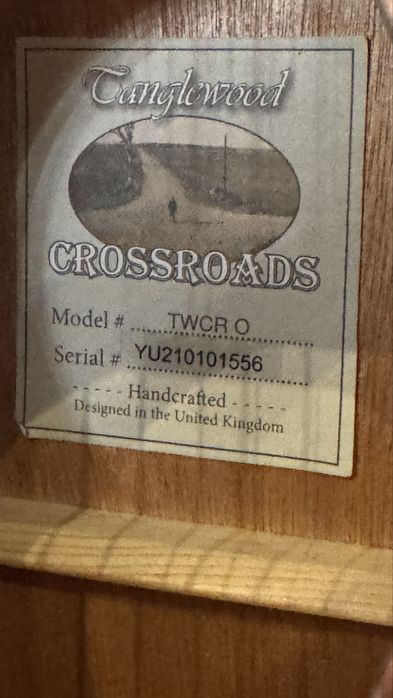 Tanglewood
CROSSROADS
Model # .... TWCR O ....
Serial # YU210101556
- - - - - Handcrafted - - - - -
Designed in the United Kingdom